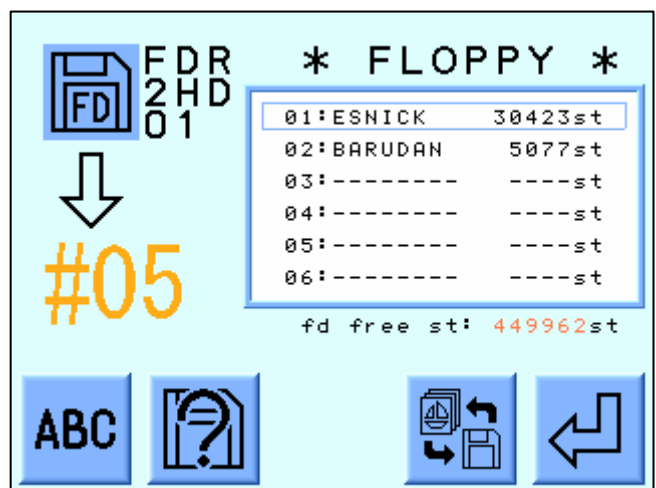 FD
FDR
2HD
01
#05
* FLOPPY *
01:ESNICK 30423st
02:BARUDAN 5077st
03:-------- ----st
04:-------- ----st
05:-------- ----st
06:-------- ----st
fd free st: 449962st
ABC
?